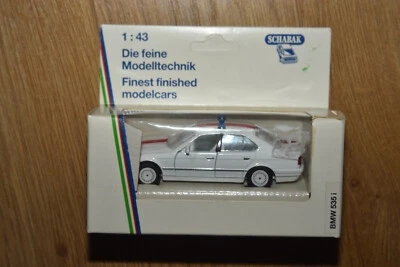 1:43
SCHABAK
Die feine
Modelltechnik
Finest finished
modelcars
BMW 535 i